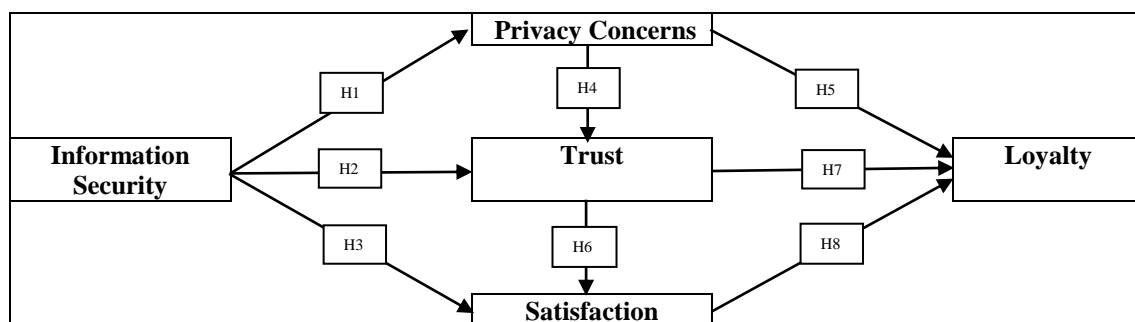 Privacy Concerns
H1
H4
H5
Information
Security
Trust
Loyalty
H2
H7
H3
H6
H8
Satisfaction